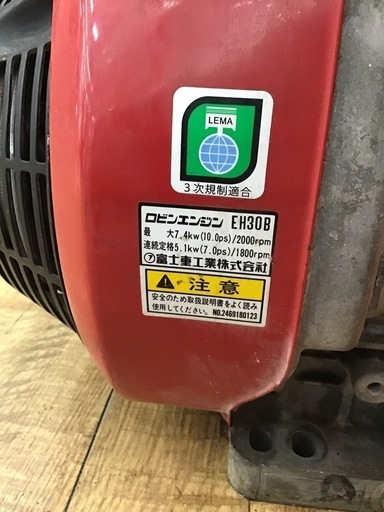 LEMA
3次規制適合
ロビンエンジン EH30B
最 大7.4kw(10.0ps)/2000rpm
連続定格5.1kw(7.0ps)/1800rpm
富士重工業株式会社
注意
安全のため取扱説明書をよく読み
使用してください。 NO.2469180123